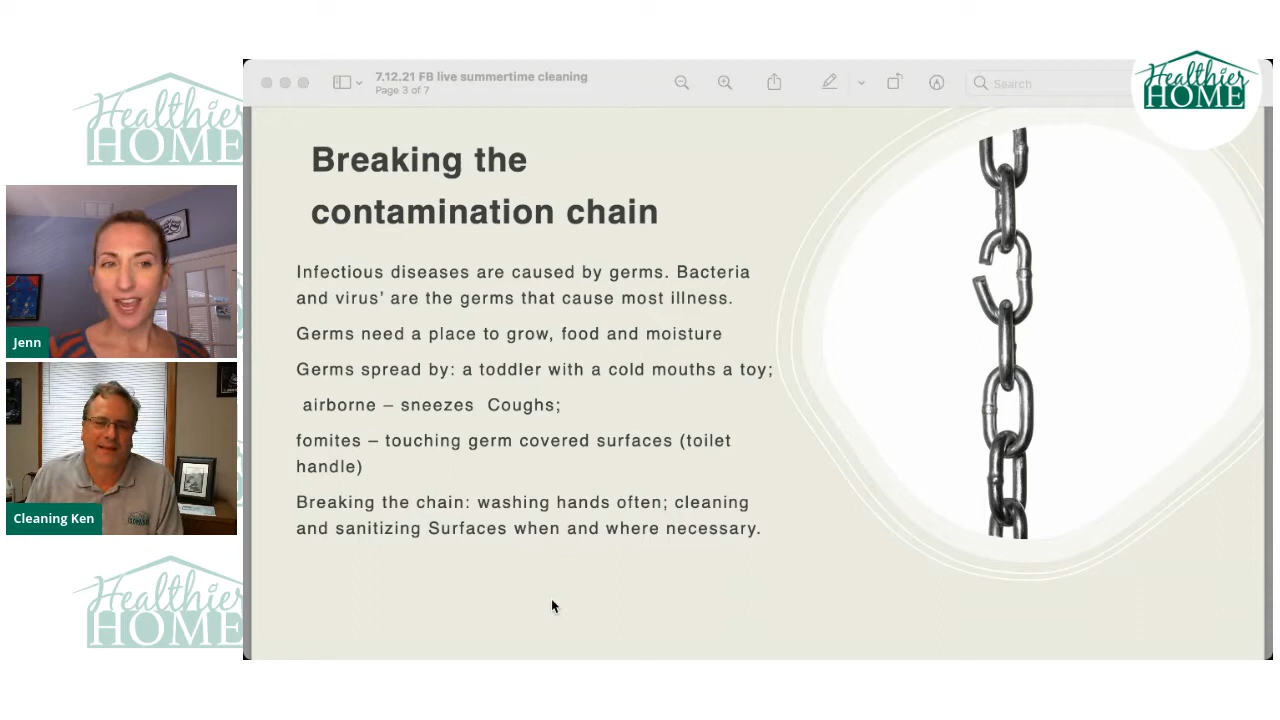 7.12.21 FB live summertime cleaning
Page 3 of 7
Search
Healthier
HOME
Healthier
HOME
Breaking the
contamination chain
Infectious diseases are caused by germs. Bacteria
and virus’ are the germs that cause most illness.
Germs need a place to grow, food and moisture
Germs spread by: a toddler with a cold mouths a toy;
airborne – sneezes Coughs;
fomites – touching germ covered surfaces (toilet
handle)
Breaking the chain: washing hands often; cleaning
and sanitizing Surfaces when and where necessary.
Jenn
Cleaning Ken
Healthier
HOME